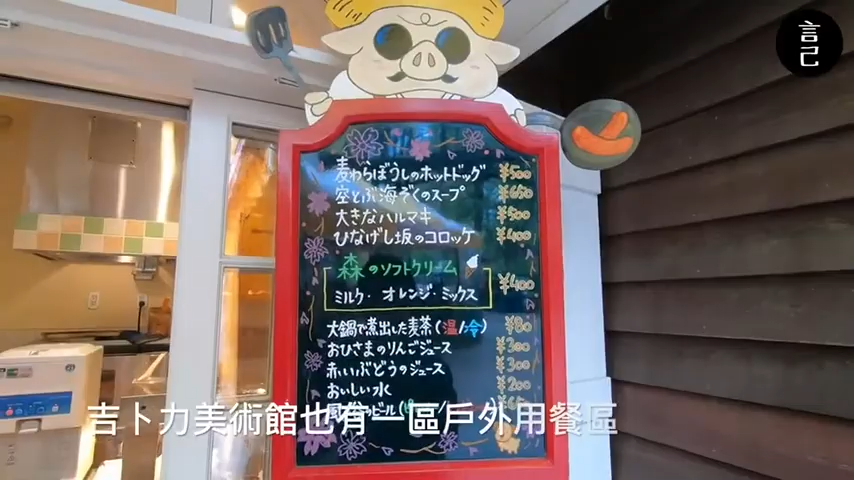 言己
麦わらぼうしのホットドッグ ¥500
空とぶ海ぞくのスープ ¥650
大きなハルマキ ¥500
ひなげし坂のコロッケ ¥400
森のソフトクリーム
ミルク・オレンジ・ミックス ¥400
大鍋で煮出した麦茶(温/冷) ¥80
おひさまのりんごジュース ¥300
赤いぶどうのジュース ¥300
おいしい水 ¥200
ビール
吉卜力美術館也有一區戶外用餐區